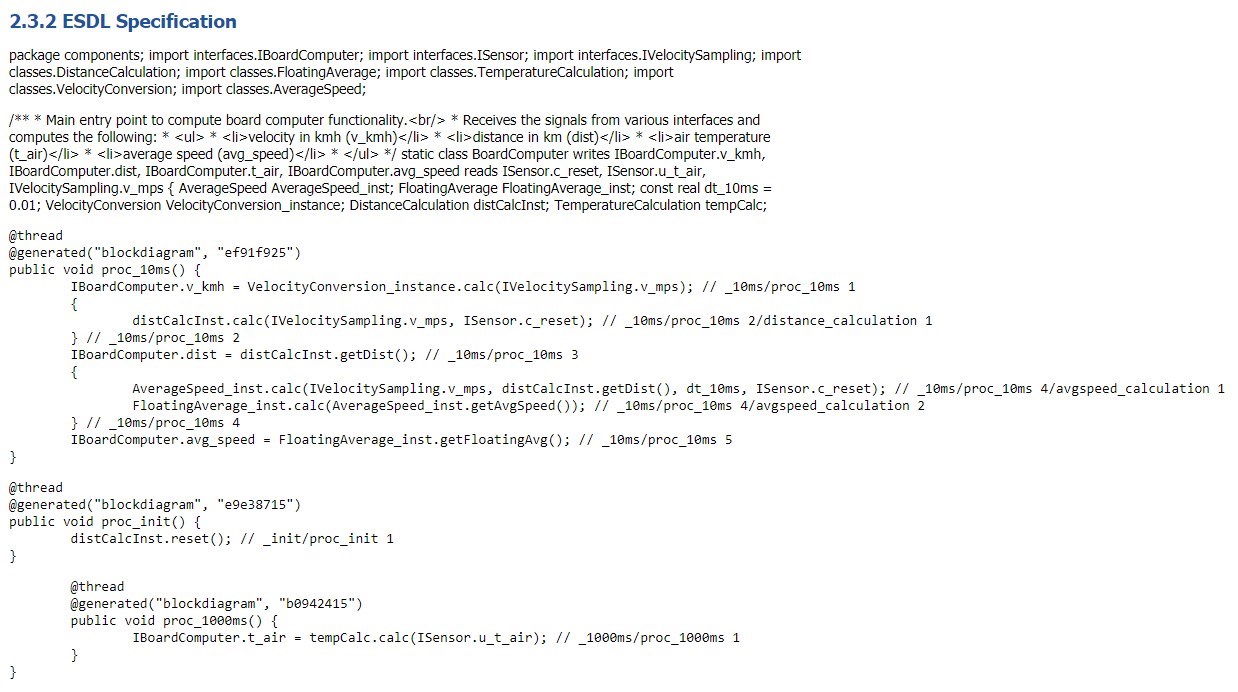 2.3.2 ESDL Specification
package components; import interfaces.IBoardComputer; import interfaces.ISensor; import interfaces.IVelocitySampling; import
classes.DistanceCalculation; import classes.FloatingAverage; import classes.TemperatureCalculation; import
classes.VelocityConversion; import classes.AverageSpeed;
/** * Main entry point to compute board computer functionality.<br/> * Receives the signals from various interfaces and
computes the following: * <ul> * <li>velocity in kmh (v_kmh)</li> * <li>distance in km (dist)</li> * <li>air temperature
(t_air)</li> * <li>average speed (avg_speed)</li> * </ul> */ static class BoardComputer writes IBoardComputer.v_kmh,
IBoardComputer.dist, IBoardComputer.t_air, IBoardComputer.avg_speed reads ISensor.c_reset, ISensor.u_t_air,
IVelocitySampling.v_mps { AverageSpeed AverageSpeed_inst; FloatingAverage FloatingAverage_inst; const real dt_10ms =
0.01; VelocityConversion VelocityConversion_instance; DistanceCalculation distCalcInst; TemperatureCalculation tempCalc;
@thread
@generated("blockdiagram", "ef91f925")
public void proc_10ms() {
IBoardComputer.v_kmh = VelocityConversion_instance.calc(IVelocitySampling.v_mps); // _10ms/proc_10ms 1
{
distCalcInst.calc(IVelocitySampling.v_mps, ISensor.c_reset); // _10ms/proc_10ms 2/distance_calculation 1
} // _10ms/proc_10ms 2
IBoardComputer.dist = distCalcInst.getDist(); // _10ms/proc_10ms 3
{
AverageSpeed_inst.calc(IVelocitySampling.v_mps, distCalcInst.getDist(), dt_10ms, ISensor.c_reset); // _10ms/proc_10ms 4/avgspeed_calculation 1
FloatingAverage_inst.calc(AverageSpeed_inst.getAvgSpeed()); // _10ms/proc_10ms 4/avgspeed_calculation 2
} // _10ms/proc_10ms 4
IBoardComputer.avg_speed = FloatingAverage_inst.getFloatingAvg(); // _10ms/proc_10ms 5
}
@thread
@generated("blockdiagram", "e9e38715")
public void proc_init() {
distCalcInst.reset(); // _init/proc_init 1
}
@thread
@generated("blockdiagram", "b0942415")
public void proc_1000ms() {
IBoardComputer.t_air = tempCalc.calc(ISensor.u_t_air); // _1000ms/proc_1000ms 1
}
}